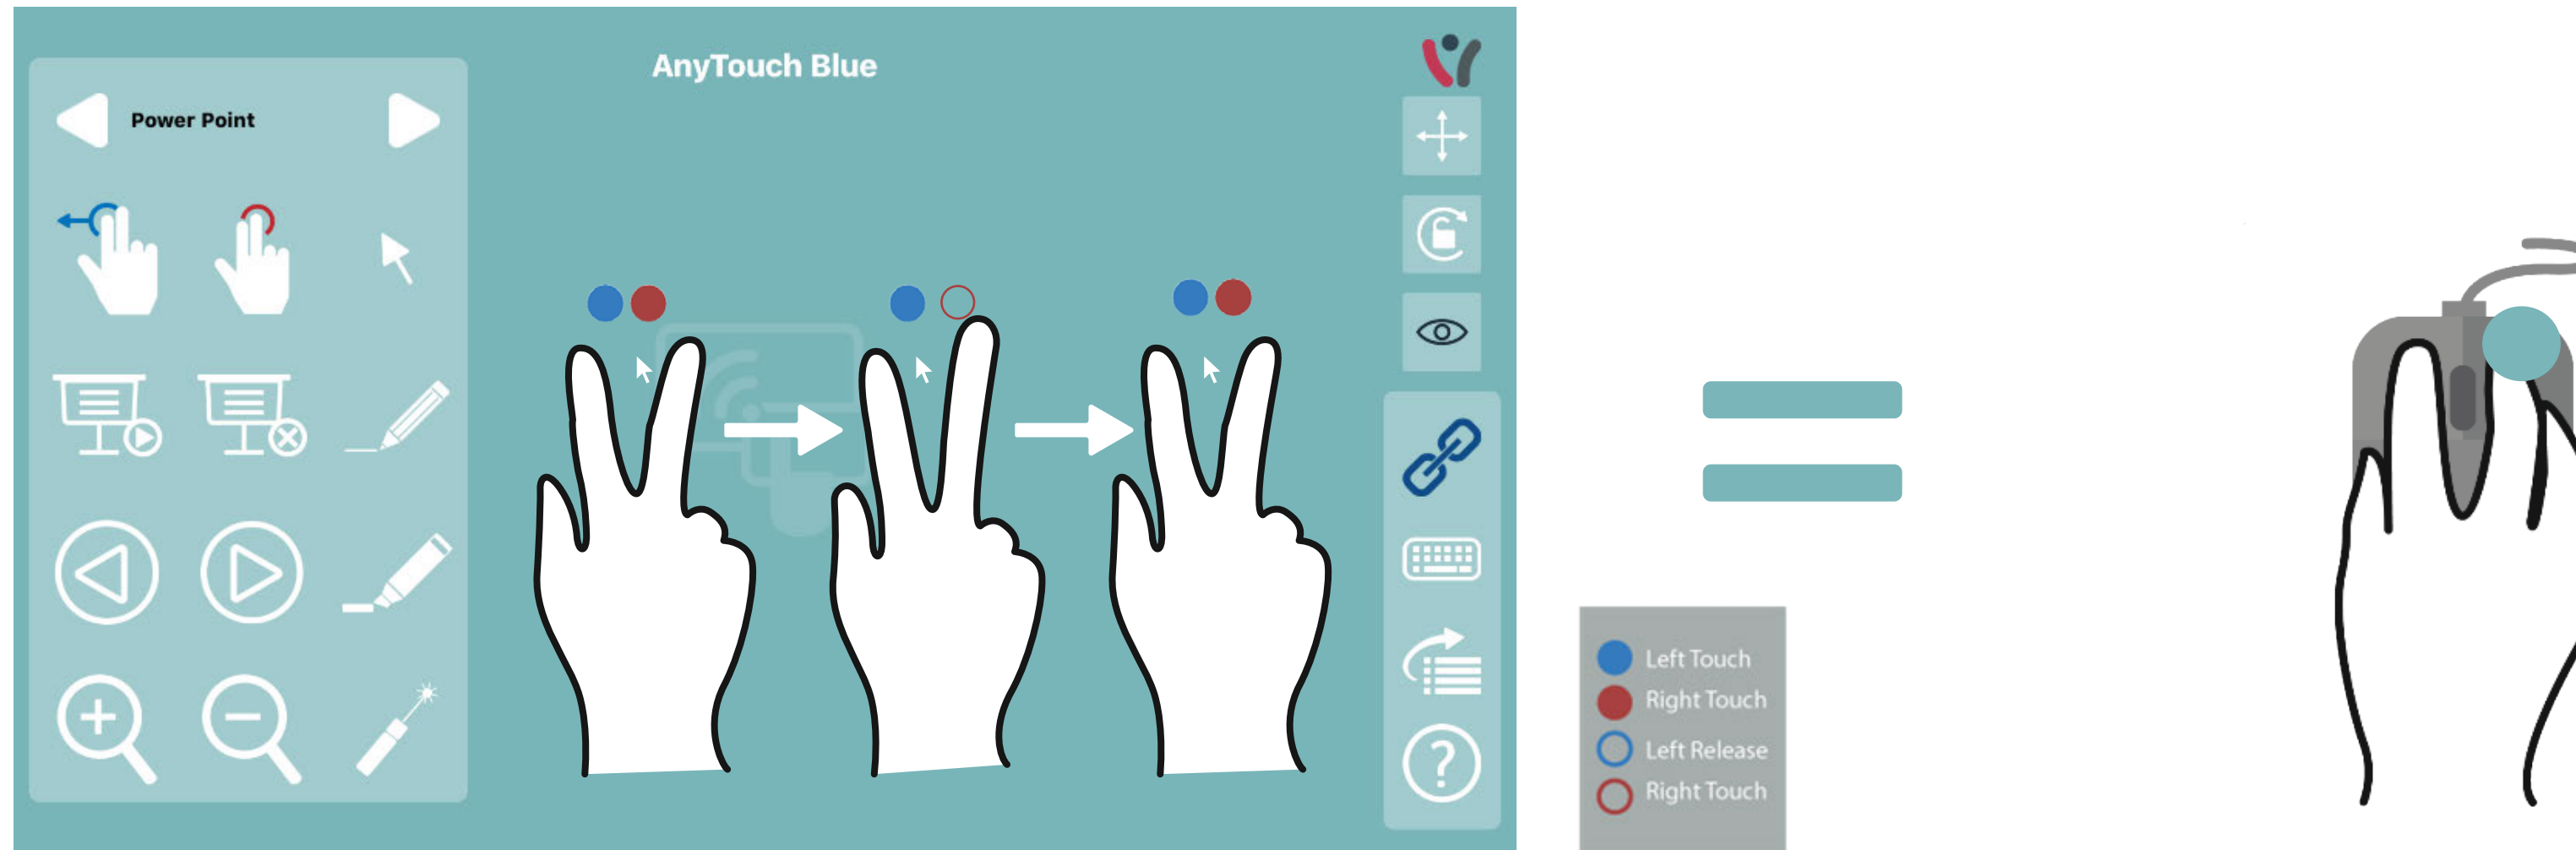 AnyTouch Blue
Power Point
Left Touch
Right Touch
Left Release
Right Touch